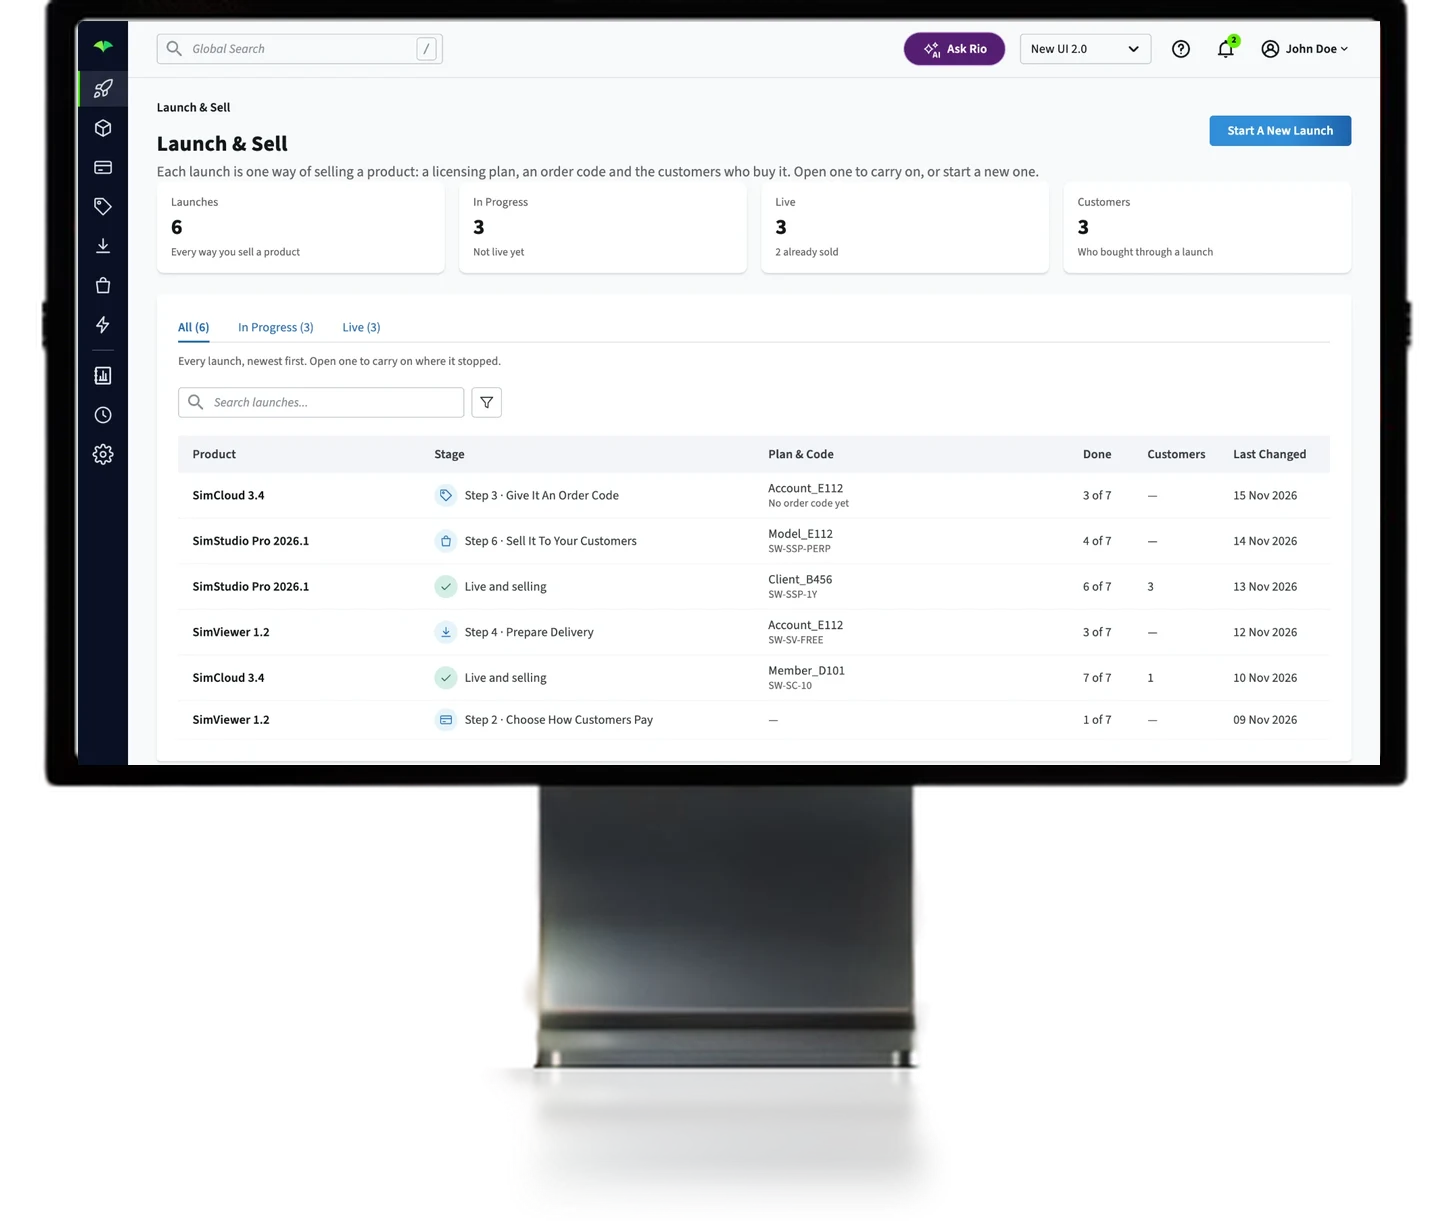 Global Search
/
Ask Rio
AI
New UI 2.0
2
John Doe
Launch & Sell
Launch & Sell
Start A New Launch
Each launch is one way of selling a product: a licensing plan, an order code and the customers who buy it. Open one to carry on, or start a new one.
Launches
6
Every way you sell a product
In Progress
3
Not live yet
Live
3
2 already sold
Customers
3
Who bought through a launch
All (6) In Progress (3) Live (3)
Every launch, newest first. Open one to carry on where it stopped.
Search launches...
Product Stage Plan & Code Done Customers Last Changed
SimCloud 3.4 Step 3 · Give It An Order Code Account_E112 3 of 7 — 15 Nov 2026
No order code yet
SimStudio Pro 2026.1 Step 6 · Sell It To Your Customers Model_E112 4 of 7 — 14 Nov 2026
SW-SSP-PERP
SimStudio Pro 2026.1 Live and selling Client_B456 6 of 7 3 13 Nov 2026
SW-SSP-1Y
SimViewer 1.2 Step 4 · Prepare Delivery Account_E112 3 of 7 — 12 Nov 2026
SW-SV-FREE
SimCloud 3.4 Live and selling Member_D101 7 of 7 1 10 Nov 2026
SW-SC-10
SimViewer 1.2 Step 2 · Choose How Customers Pay — 1 of 7 — 09 Nov 2026